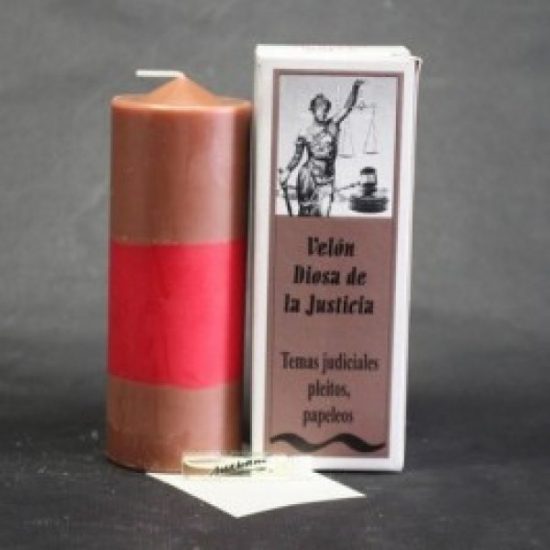 Velón
Diosa de
la Justicia
Temas judiciales
pleitos,
papeleos